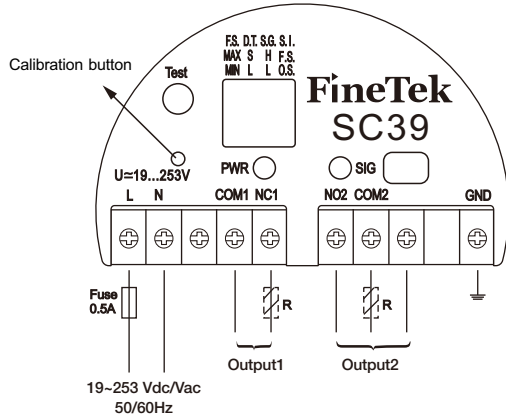 F.S. D.T. S.G. S.I.
MAX S H F.S.
MIN L L O.S.
Calibration button
Test
FineTek
SC39
PWR
SIG
U≃19...253V
L N COM1 NC1 NO2 COM2 GND
Fuse
0.5A
R
R
Output1
Output2
19~253 Vdc/Vac
50/60Hz